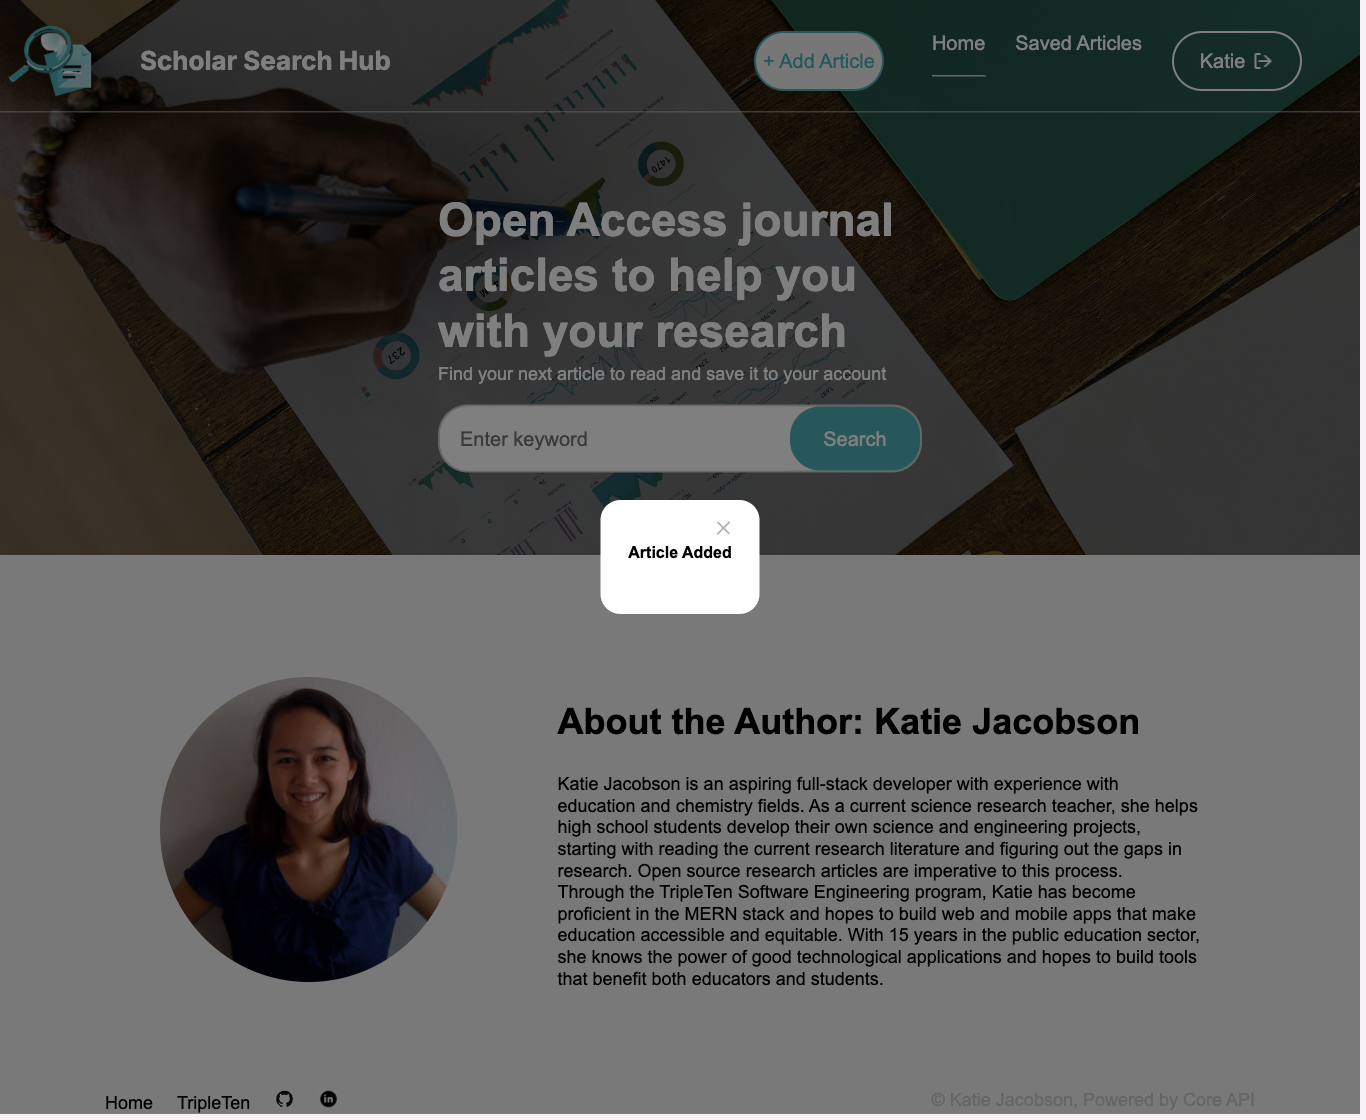 Scholar Search Hub
+ Add Article
Home
Saved Articles
Katie
1470
Open Access journal
articles to help you
with your research
237
Find your next article to read and save it to your account
Enter keyword
Search
Article Added
About the Author: Katie Jacobson
Katie Jacobson is an aspiring full-stack developer with experience with
education and chemistry fields. As a current science research teacher, she helps
high school students develop their own science and engineering projects,
starting with reading the current research literature and figuring out the gaps in
research. Open source research articles are imperative to this process.
Through the TripleTen Software Engineering program, Katie has become
proficient in the MERN stack and hopes to build web and mobile apps that make
education accessible and equitable. With 15 years in the public education sector,
she knows the power of good technological applications and hopes to build tools
that benefit both educators and students.
Home
TripleTen
in
© Katie Jacobson, Powered by Core API